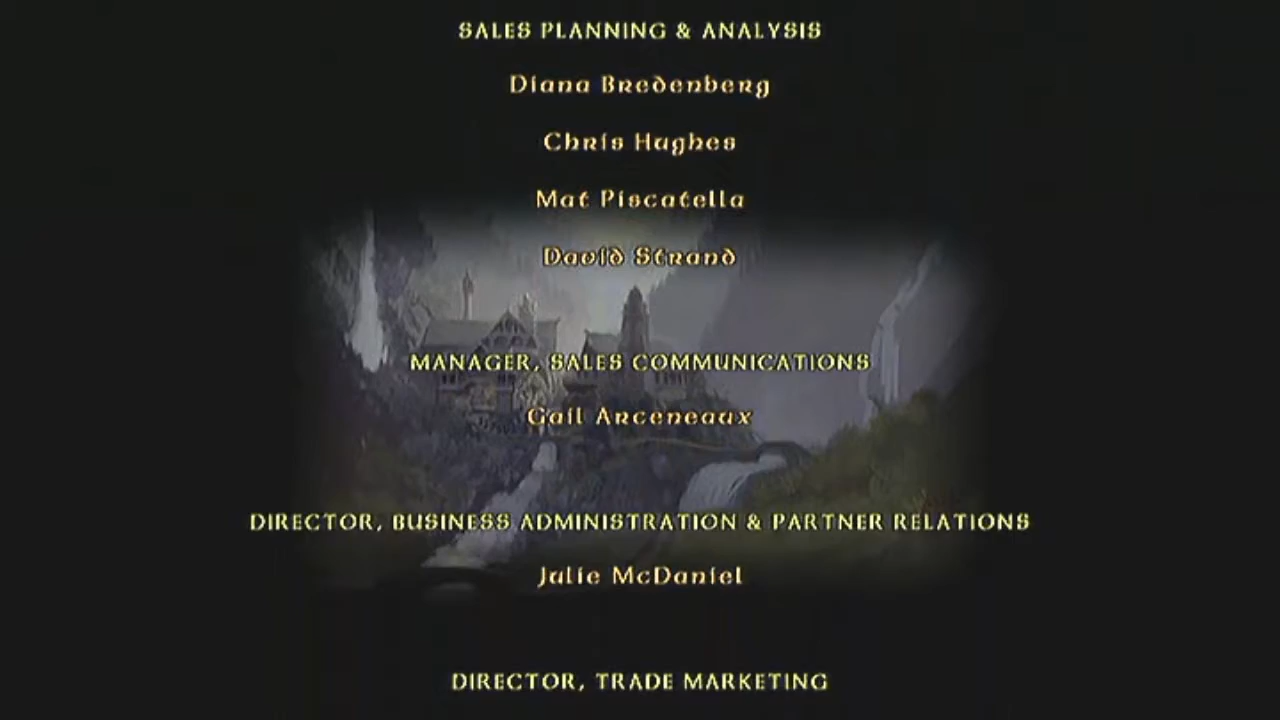 SALES PLANNING & ANALYSIS
Diana Bredenberg
Chris Hughes
Mat Piscatella
David Strand
MANAGER, SALES COMMUNICATIONS
Gail Arceneaux
DIRECTOR, BUSINESS ADMINISTRATION & PARTNER RELATIONS
Julie McDaniel
DIRECTOR, TRADE MARKETING